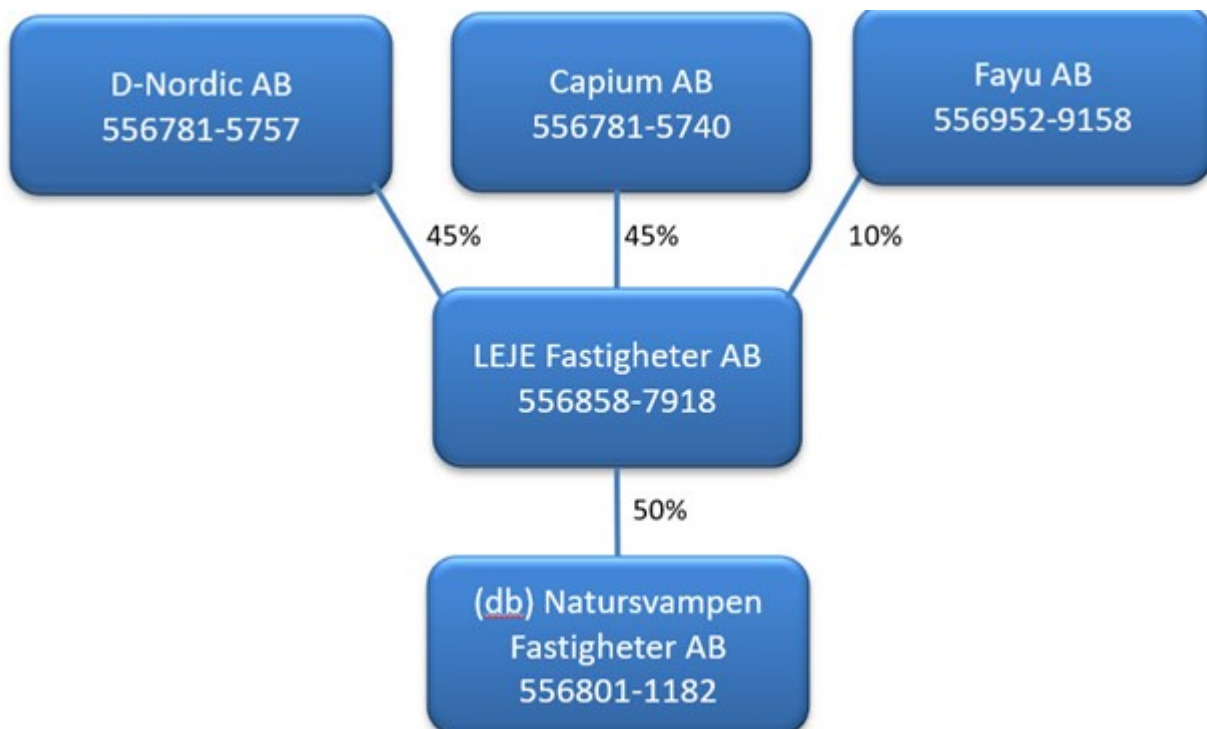 D-Nordic AB
556781-5757
Capium AB
556781-5740
Fayu AB
556952-9158
45%
45%
10%
LEJE Fastigheter AB
556858-7918
50%
(db) Natursvampen
Fastigheter AB
556801-1182